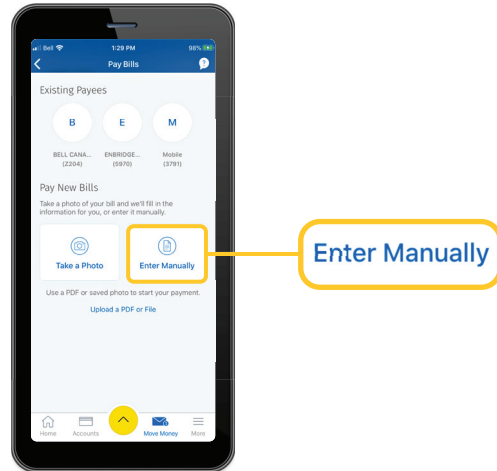 Bell
1:29 PM
98%
Pay Bills
?
Existing Payees
B
E
M
BELL CANA...
(2204)
ENBRIDGE...
(5970)
Mobile
(3791)
Pay New Bills
Take a photo of your bill and we'll fill in the
information for you, or enter it manually.
Take a Photo
Enter Manually
Use a PDF or saved photo to start your payment.
Upload a PDF or File
Home
Accounts
Move Money
More
Enter Manually